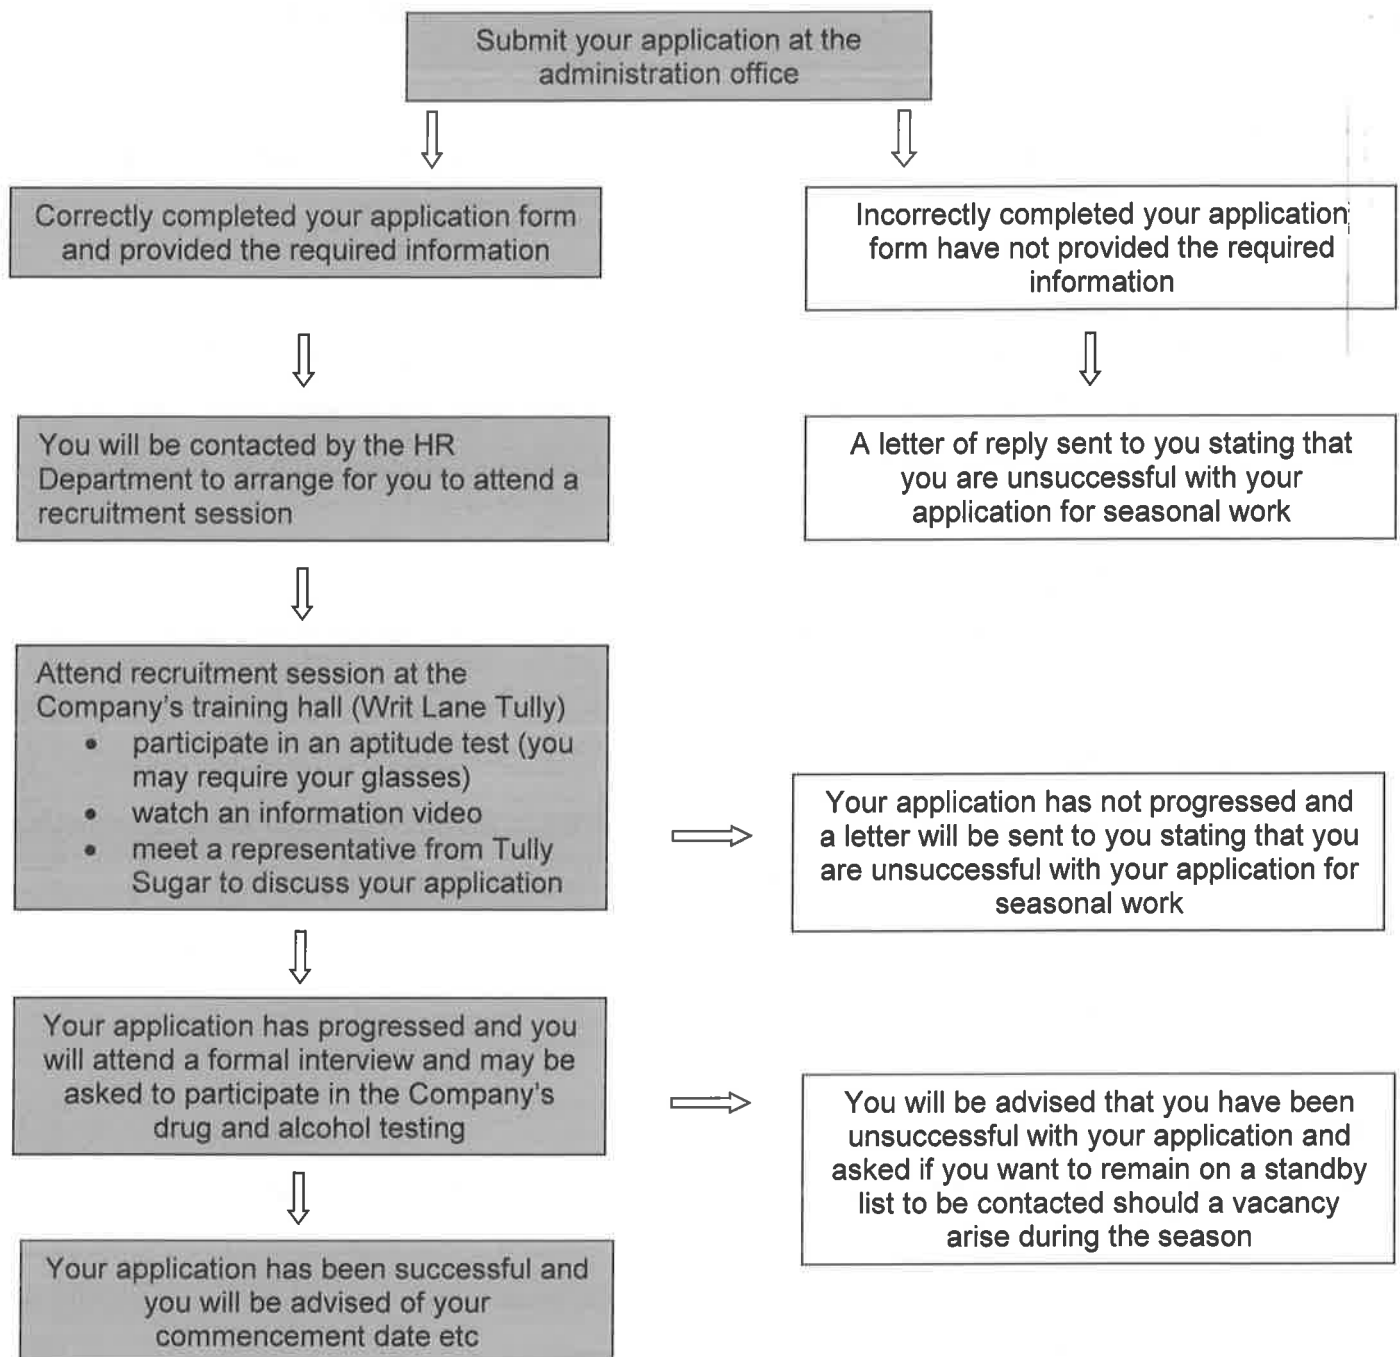 Submit your application at the
administration office
Correctly completed your application form
and provided the required information
Incorrectly completed your application
form have not provided the required
information
You will be contacted by the HR
Department to arrange for you to attend a
recruitment session
A letter of reply sent to you stating that
you are unsuccessful with your
application for seasonal work
Attend recruitment session at the
Company's training hall (Writ Lane Tully)
• participate in an aptitude test (you
may require your glasses)
• watch an information video
• meet a representative from Tully
Sugar to discuss your application
Your application has not progressed and
a letter will be sent to you stating that you
are unsuccessful with your application for
seasonal work
Your application has progressed and you
will attend a formal interview and may be
asked to participate in the Company's
drug and alcohol testing
You will be advised that you have been
unsuccessful with your application and
asked if you want to remain on a standby
list to be contacted should a vacancy
arise during the season
Your application has been successful and
you will be advised of your
commencement date etc